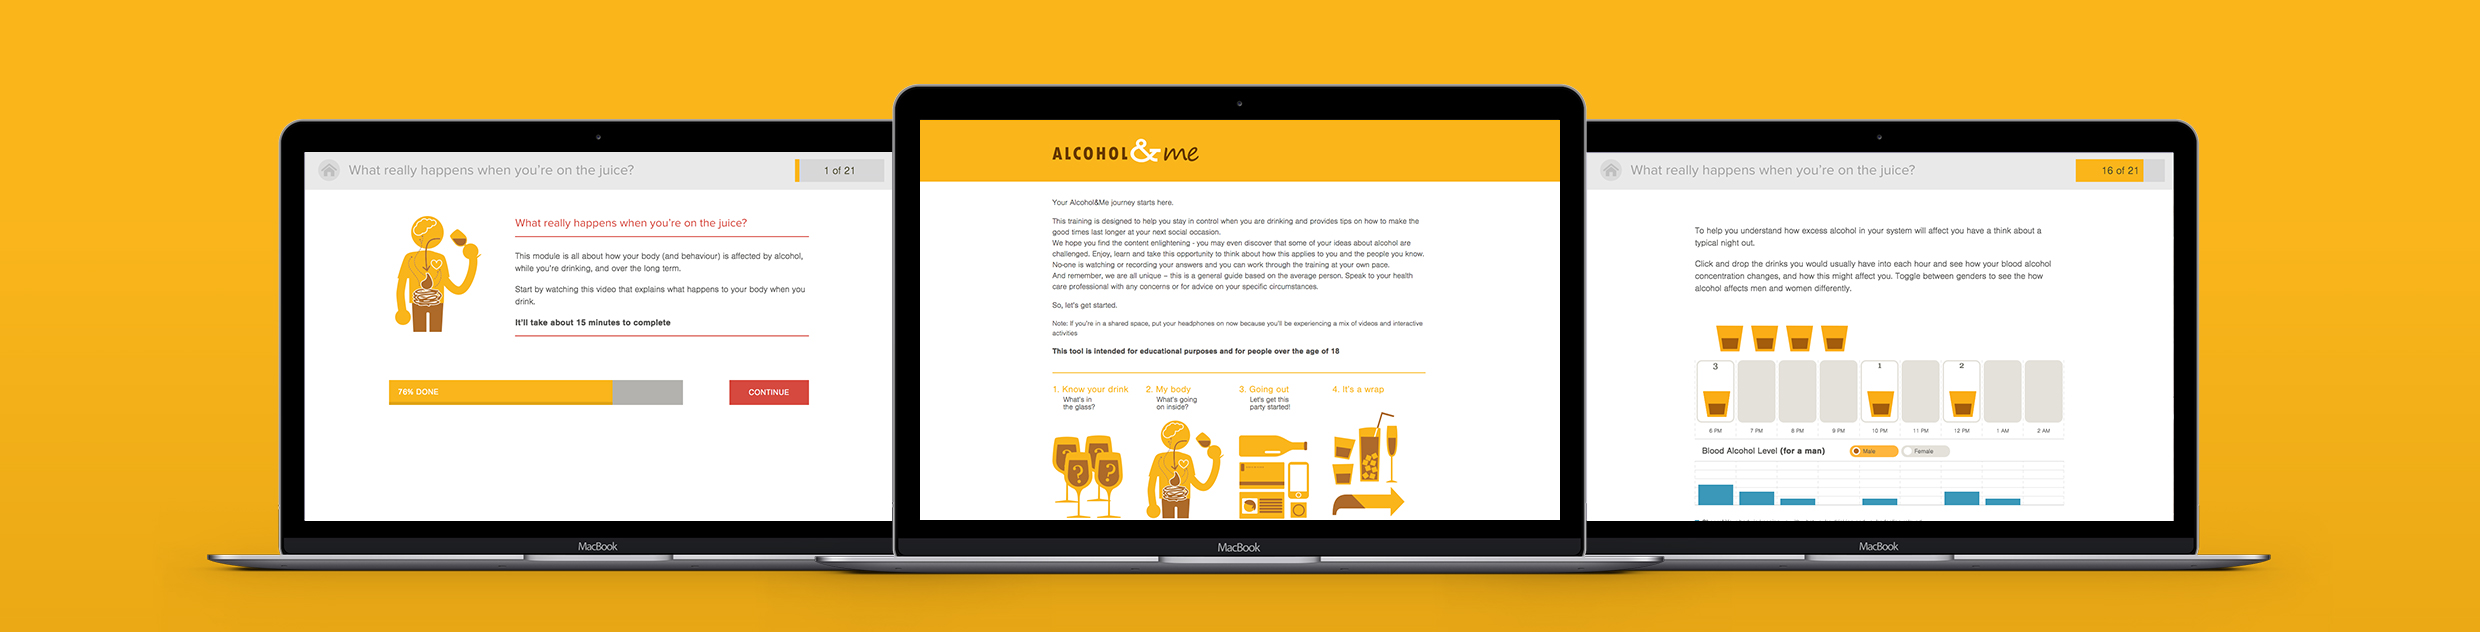 What really happens when you're on the juice?
1 of 21
What really happens when you're on the juice?
This module is all about how your body (and behaviour) is affected by alcohol,
while you're drinking, and over the long term.
Start by watching this video that explains what happens to your body when you
drink.
It'll take about 15 minutes to complete
76% DONE
CONTINUE
MacBook
ALCOHOL&me
Your Alcohol&Me journey starts here.
This training is designed to help you stay in control when you are drinking and provides tips on how to make the
good times last longer at your next social occasion.
We hope you find the content enlightening - you may even discover that some of your ideas about alcohol are
challenged. Enjoy, learn and take this opportunity to think about how this applies to you and the people you know.
No-one is watching or recording your answers and you can work through the training at your own pace.
And remember, we are all unique – this is a general guide based on the average person. Speak to your health
care professional with any concerns or for advice on your specific circumstances.
So, let's get started.
Note: If you're in a shared space, put your headphones on now because you'll be experiencing a mix of videos and interactive
activities
This tool is intended for educational purposes and for people over the age of 18
1. Know your drink
What's in
the glass?
2. My body
What's going
on inside?
3. Going out
Let's get this
party started!
4. It's a wrap
? ? ? ?
MacBook
What really happens when you're on the juice?
16 of 21
To help you understand how excess alcohol in your system will affect you have a think about a
typical night out.
Click and drop the drinks you would usually have into each hour and see how your blood alcohol
concentration changes, and how this might affect you. Toggle between genders to see the how
alcohol affects men and women differently.
3 1 2
6 PM 7 PM 8 PM 9 PM 10 PM 11 PM 12 PM 1 AM 2 AM
Blood Alcohol Level (for a man) Male Female
MacBook